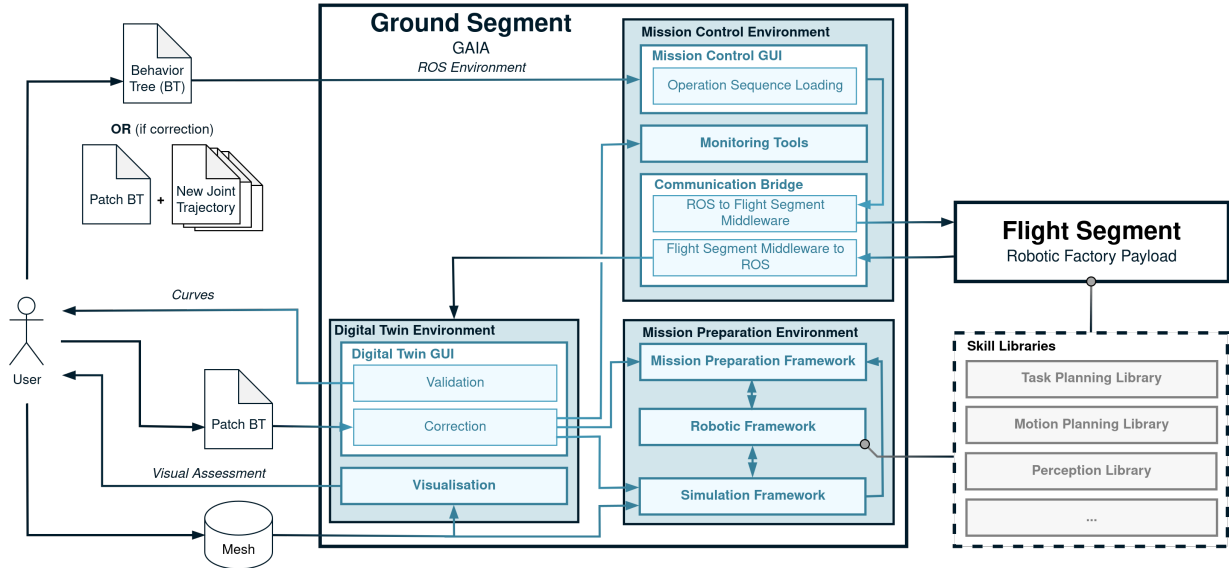 Ground Segment
GAIA
ROS Environment
Behavior
Tree (BT)
OR (if correction)
Patch BT
+
New Joint
Trajectory
User
Curves
Patch BT
Visual Assessment
Mesh
Mission Control Environment
Mission Control GUI
Operation Sequence Loading
Monitoring Tools
Communication Bridge
ROS to Flight Segment
Middleware
Flight Segment Middleware to
ROS
Digital Twin Environment
Digital Twin GUI
Validation
Correction
Visualisation
Mission Preparation Environment
Mission Preparation Framework
Robotic Framework
Simulation Framework
Flight Segment
Robotic Factory Payload
Skill Libraries
Task Planning Library
Motion Planning Library
Perception Library
...